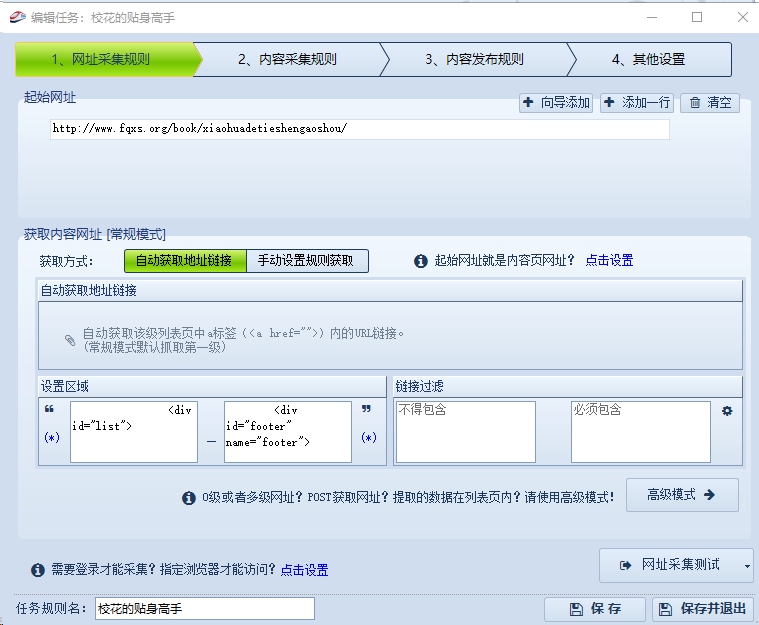 编辑任务: 校花的贴身高手
1、网址采集规则
2、内容采集规则
3、内容发布规则
4、其他设置
起始网址
向导添加
添加一行
清空
http://www.fqxs.org/book/xiaohuadetieshengaoshou/
获取内容网址 [常规模式]
获取方式:
自动获取地址链接
手动设置规则获取
起始网址就是内容页网址? 点击设置
自动获取地址链接
自动获取该级列表页中a标签(<a href="">)内的URL链接。
(常规模式默认抓取第一级)
设置区域
链接过滤
(*)
<div
id="list">
—
<div
id="footer"
name="footer">
(*)
不得包含
必须包含
0级或者多级网址? POST获取网址? 提取的数据在列表页内? 请使用高级模式!
高级模式
需要登录才能采集? 指定浏览器才能访问? 点击设置
网址采集测试
任务规则名:
校花的贴身高手
保 存
保存并退出